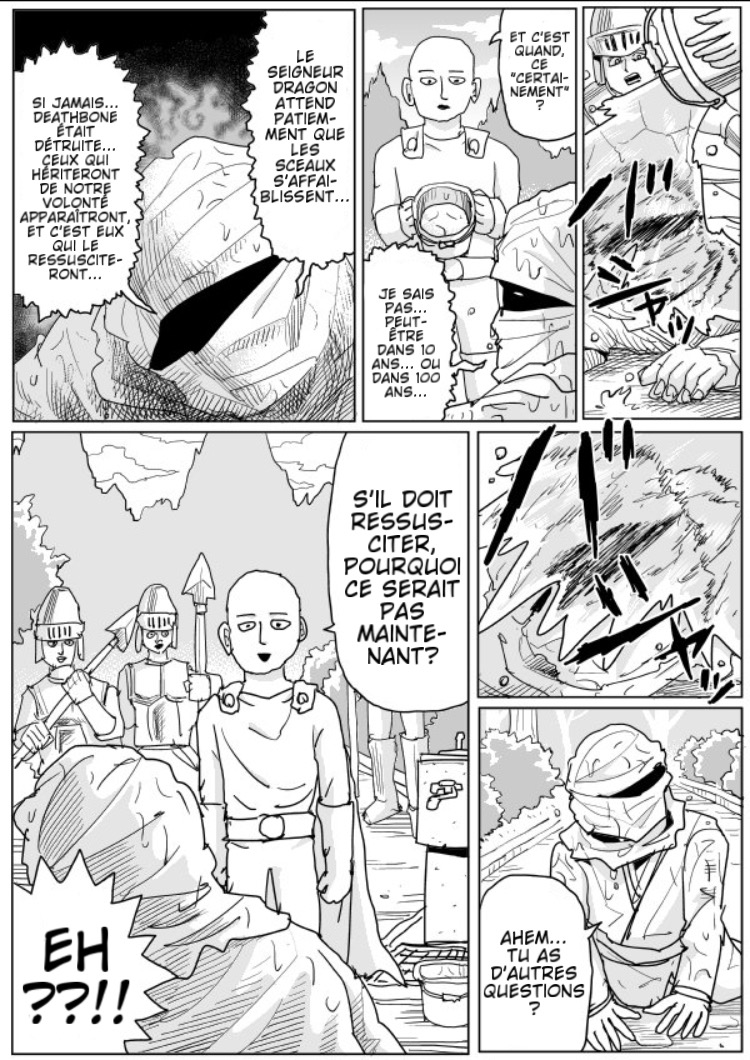 ET C'EST
QUAND,
CE
"CERTAI-
NEMENT"
?
JE SAIS
PAS...
PEUT-
ÊTRE
DANS 10
ANS... OU
DANS 100
ANS...
LE
SEIGNEUR
DRAGON
ATTEND
PATIEM-
MENT QUE
LES
SCEAUX
S'AFFAI-
BLISSENT...
SI JAMAIS...
DEATHBONE
ÉTAIT
DÉTRUITE...
CEUX QUI
HÉRITERONT
DE NOTRE
VOLONTÉ
APPARAÎTRONT,
ET C'EST EUX
QUI LE
RESSUSCITE-
RONT...
AHEM...
TU AS
D'AUTRES
QUESTIONS
?
S'IL DOIT
RESSUS-
CITER,
POURQUOI
CE SERAIT
PAS
MAINTE-
NANT?
EH
??!!